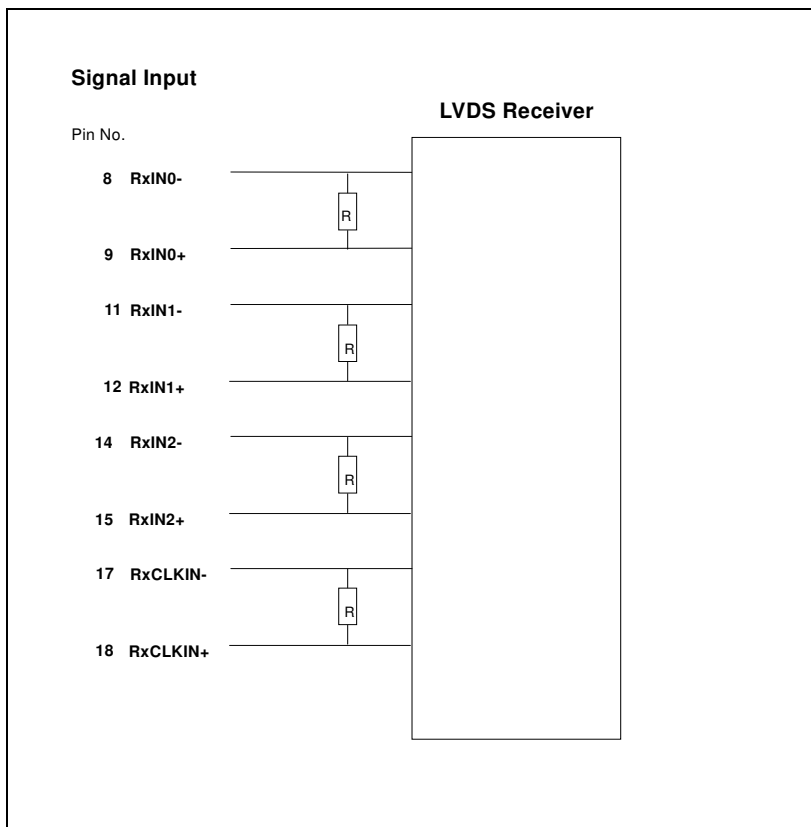 Signal Input
LVDS Receiver
Pin No.
8 RxIN0-
R
9 RxIN0+
11 RxIN1-
R
12 RxIN1+
14 RxIN2-
R
15 RxIN2+
17 RxCLKIN-
R
18 RxCLKIN+